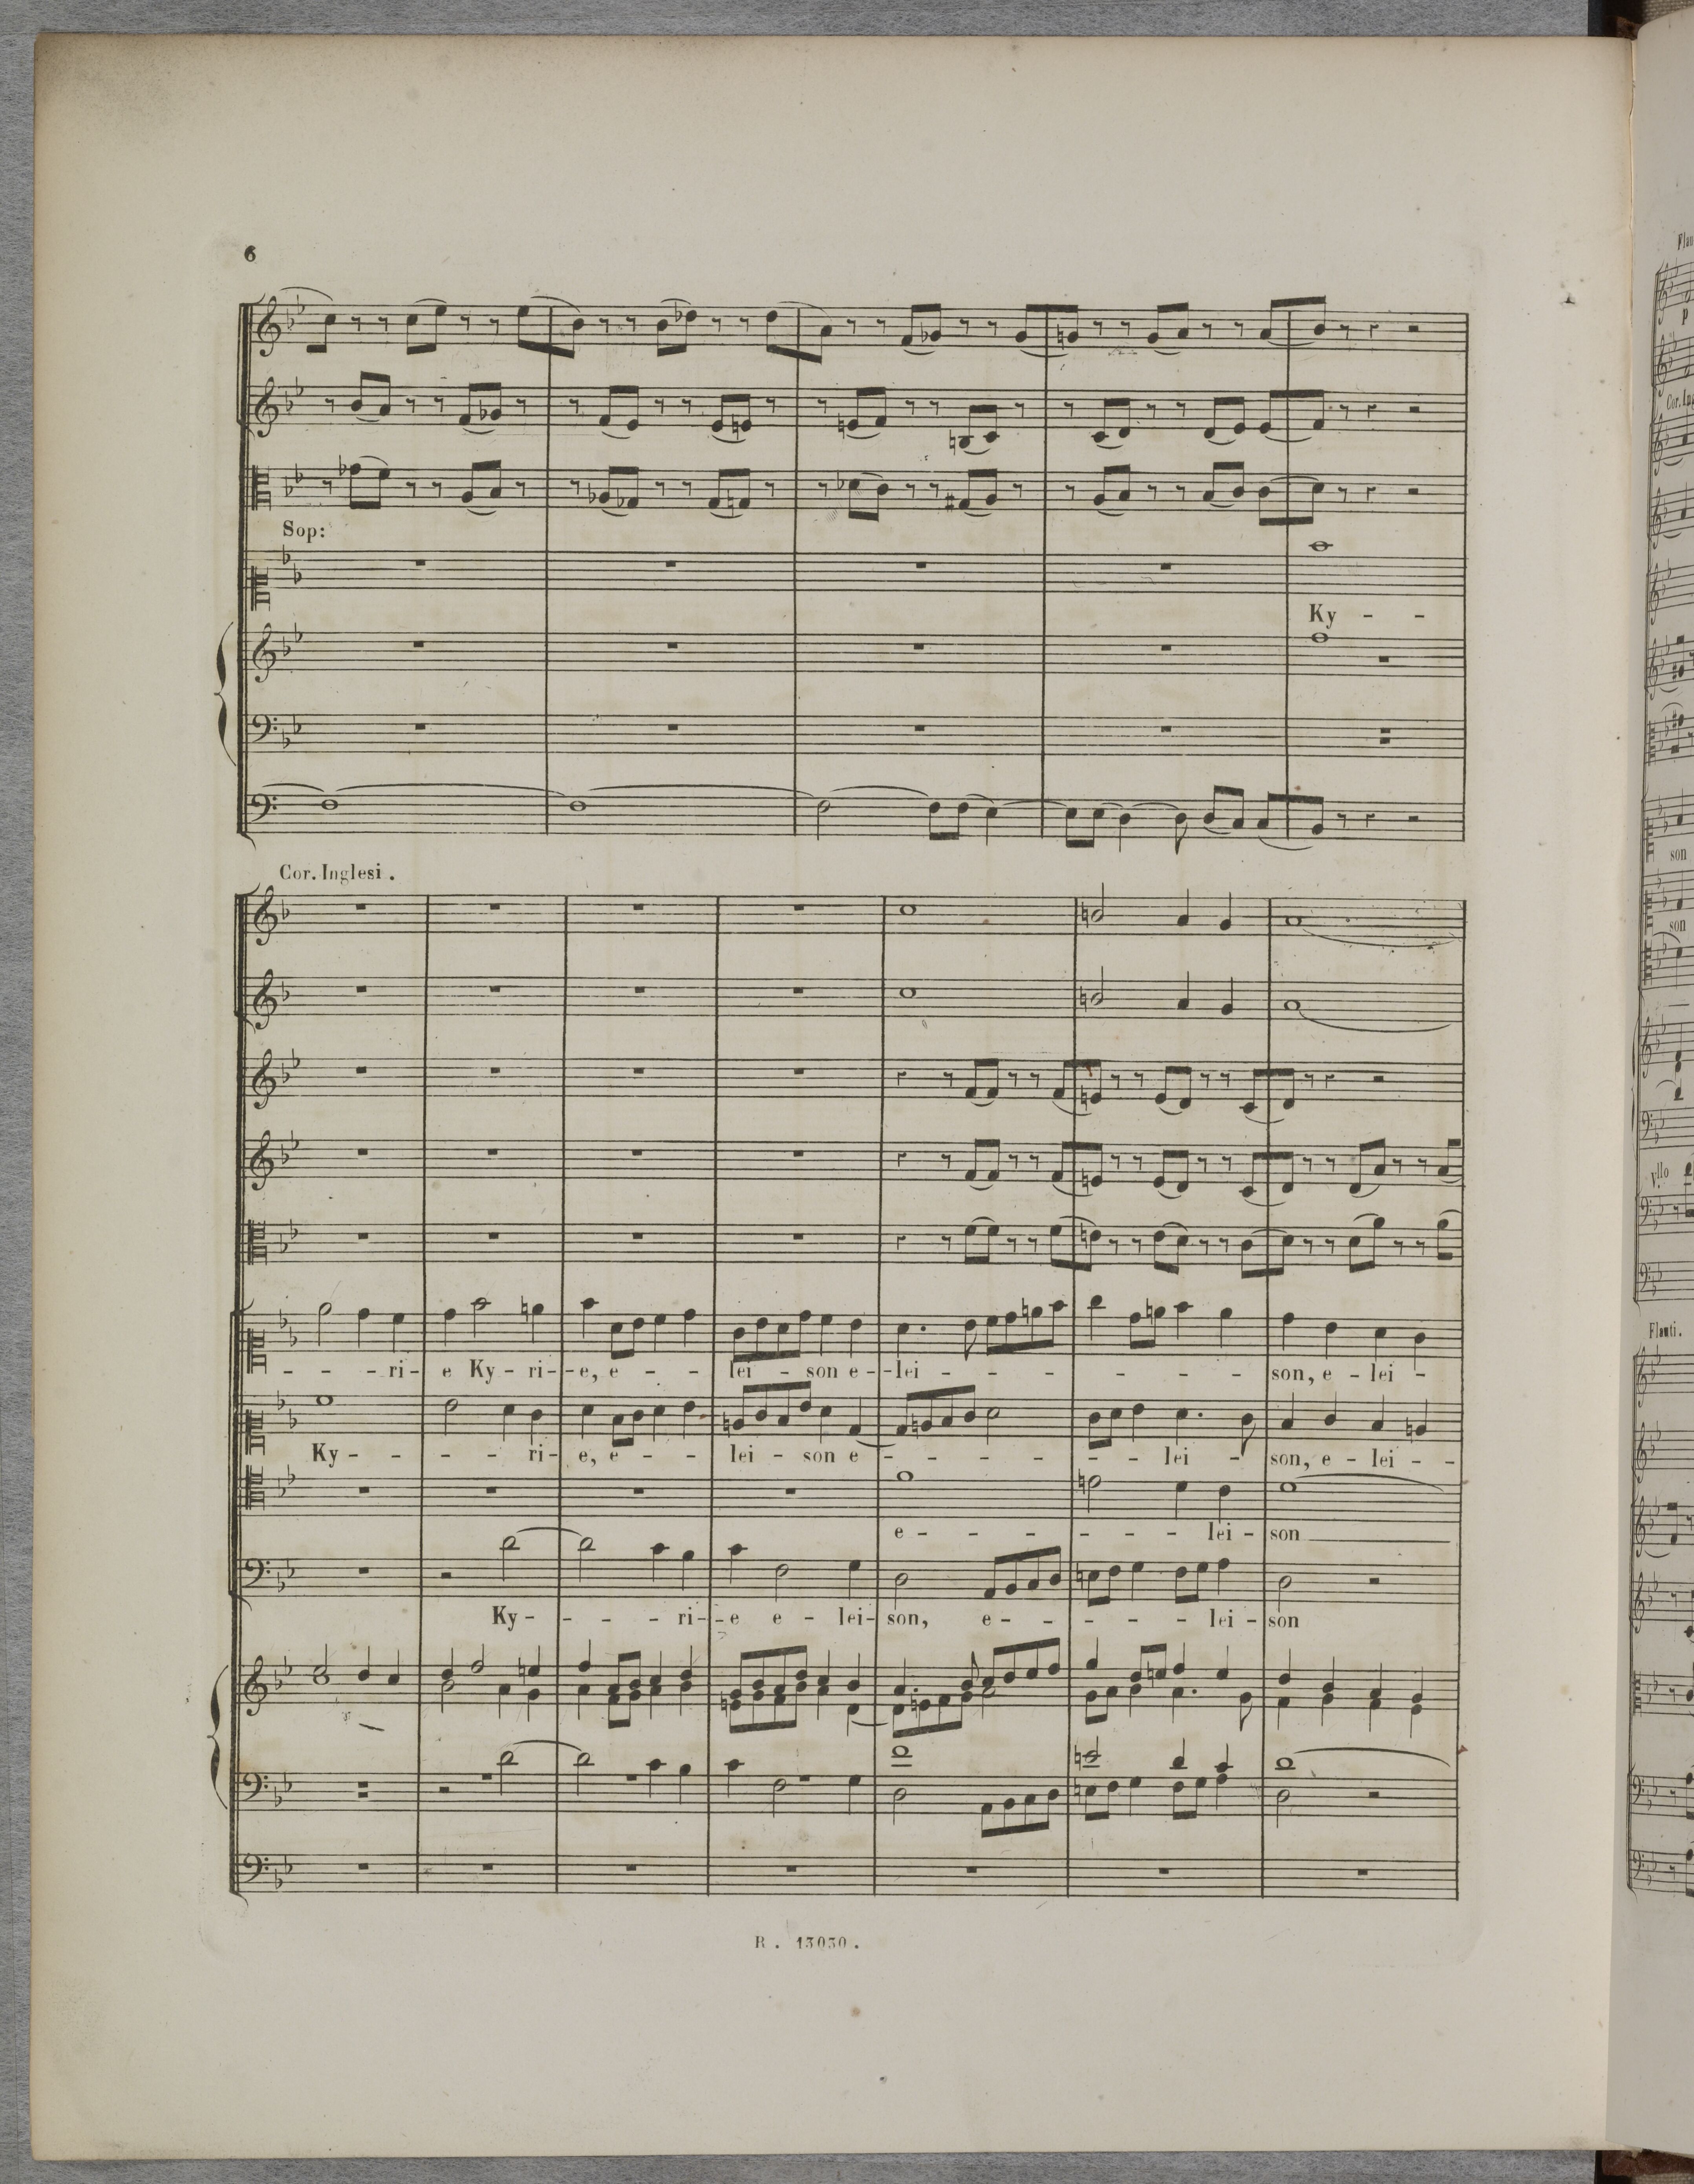 6
Sop:
Ky - -
Cor. Inglesi .
- - - ri - e Ky - ri - - e, e - - - lei - son e - - lei - - - - - - - - son, e - lei -
Ky - - - - ri - e, e - - - lei - son e - - - - - - - lei - son, e - lei - -
e - - - - - - - lei - son
Ky - - - - ri - - e e - lei - son, e - - - - - lei - son
R . 13030 .
Flau
P
Cor. Ing
son
son
Vllo
Flauti.